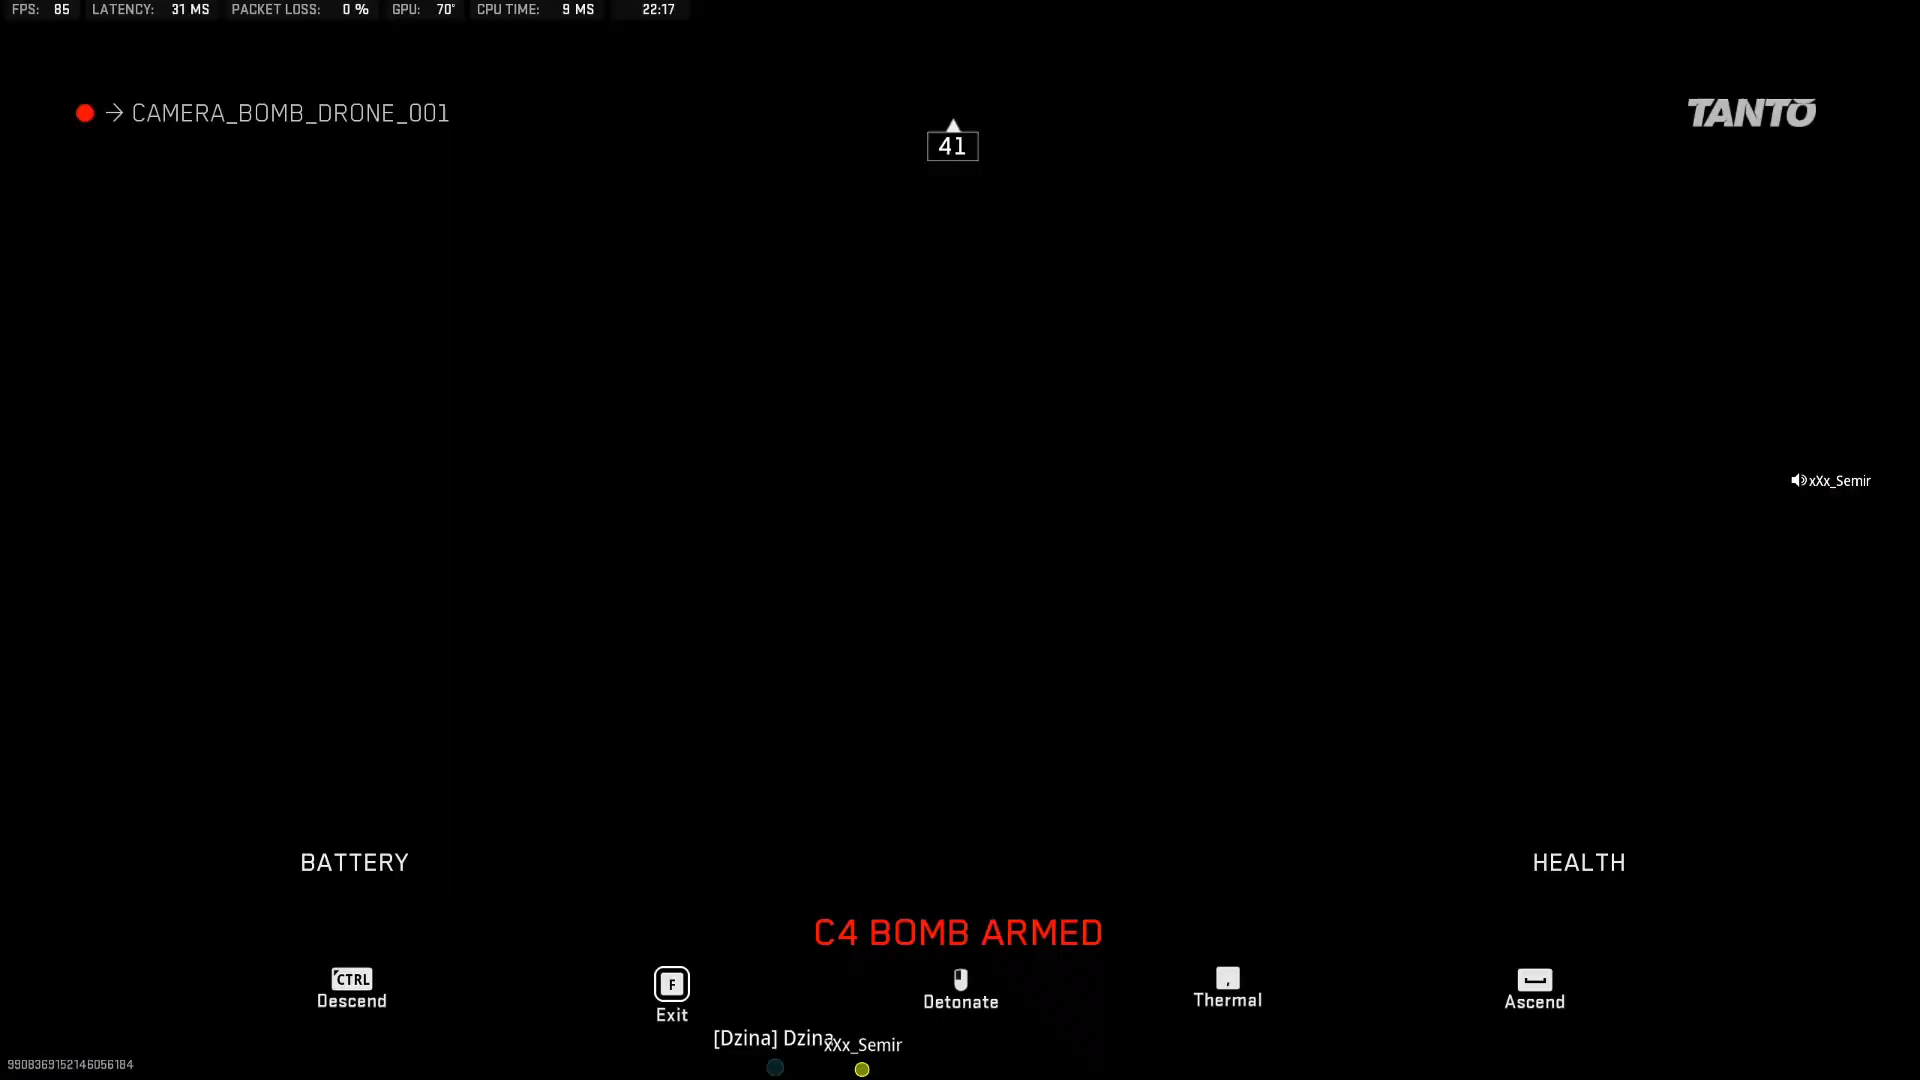 FPS: 85 LATENCY: 31 MS PACKET LOSS: 0 % GPU: 70° CPU TIME: 9 MS 22:17
→ CAMERA_BOMB_DRONE_001
TANTO
41
xXx_Semir
BATTERY
HEALTH
C4 BOMB ARMED
CTRL
F
,
Descend
Exit
Detonate
Thermal
Ascend
[Dzina] Dzina
xXx_Semir
9908369152146056184